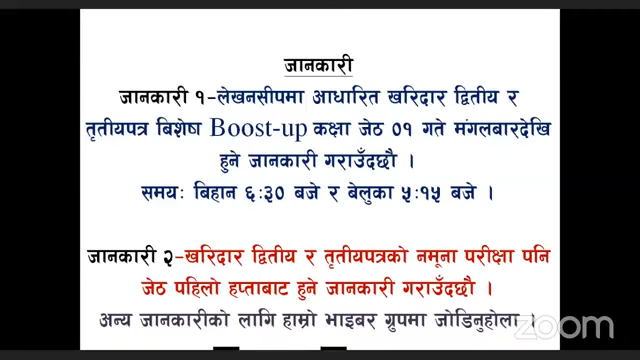 जानकारी
जानकारी १-लेखनसीपमा आधारित खरिदार द्वितीय र
तृतीयपत्र बिशेष Boost-up कक्षा जेठ ०१ गते मंगलबारदेखि
हुने जानकारी गराउँदछौ ।
समयः बिहान ६:३० बजे र बेलुका ५:१५ बजे ।
जानकारी २-खरिदार द्वितीय र तृतीयपत्रको नमूना परीक्षा पनि
जेठ पहिलो हप्ताबाट हुने जानकारी गराउँदछौ ।
अन्य जानकारीको लागि हाम्रो भाइबर ग्रुपमा जोडिनुहोला ।
zoom